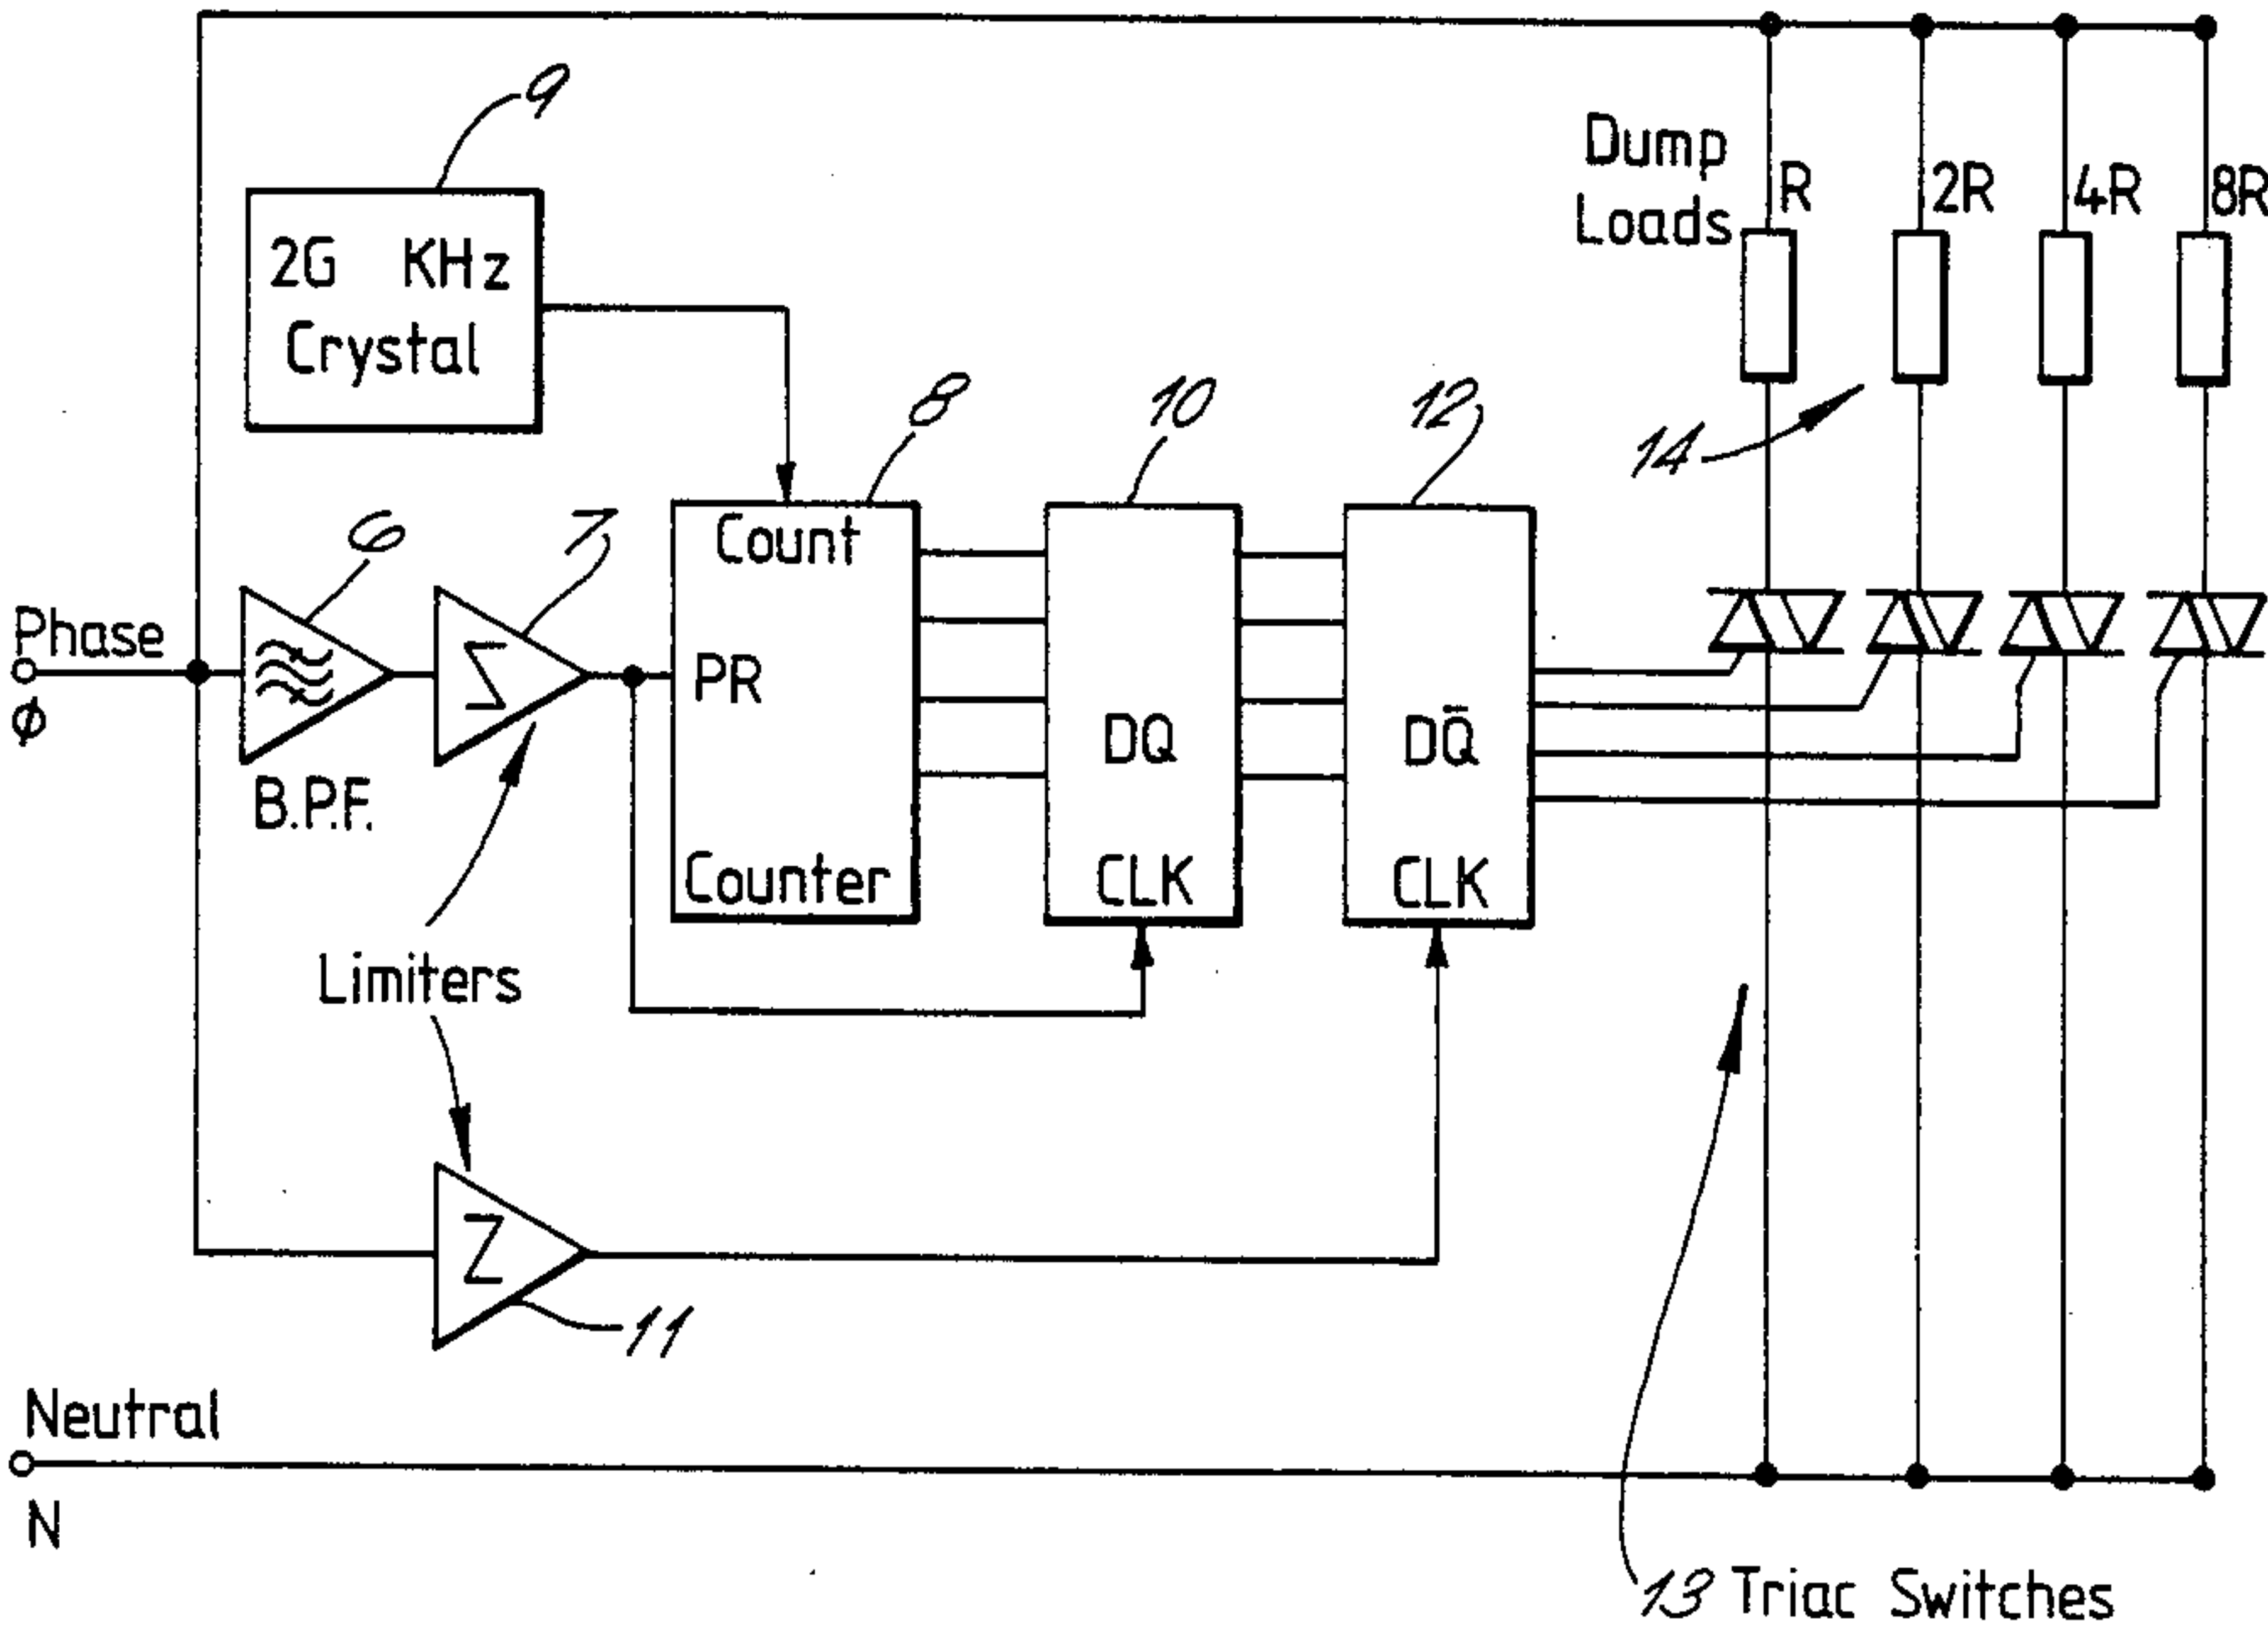 9
2G KHz
Crystal
Dump
Loads
R
2R
4R
8R
8
10
12
14
6
7
Count
Phase
ϕ
PR
DQ
DQ̄
B.P.F.
Σ
Counter
CLK
CLK
Limiters
Z
11
Neutral
N
13 Triac Switches